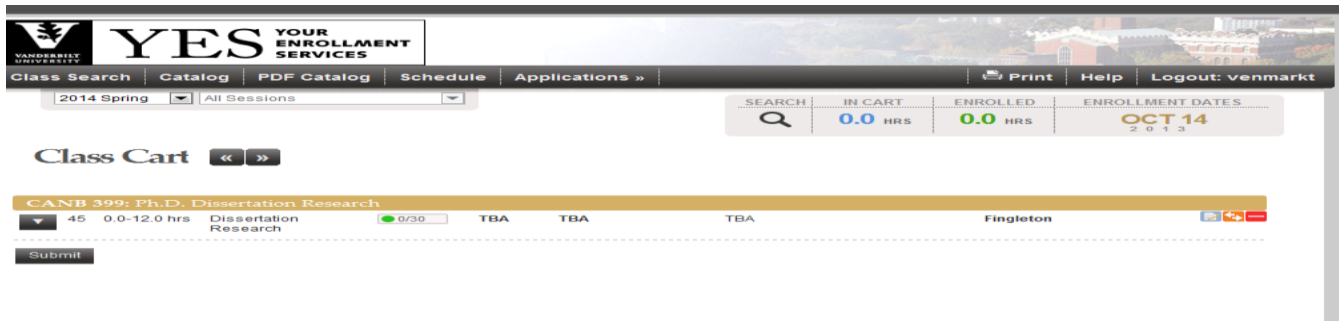 VANDERBILT
UNIVERSITY
YES YOUR
ENROLLMENT
SERVICES
Class Search Catalog PDF Catalog Schedule Applications » Print Help Logout: venmarkt
2014 Spring All Sessions
SEARCH IN CART ENROLLED ENROLLMENT DATES
0.0 HRS 0.0 HRS OCT 14
2013
Class Cart « »
CANB 399: Ph.D. Dissertation Research
45 0.0-12.0 hrs Dissertation 0/30 TBA TBA TBA Fingleton
Research
Submit